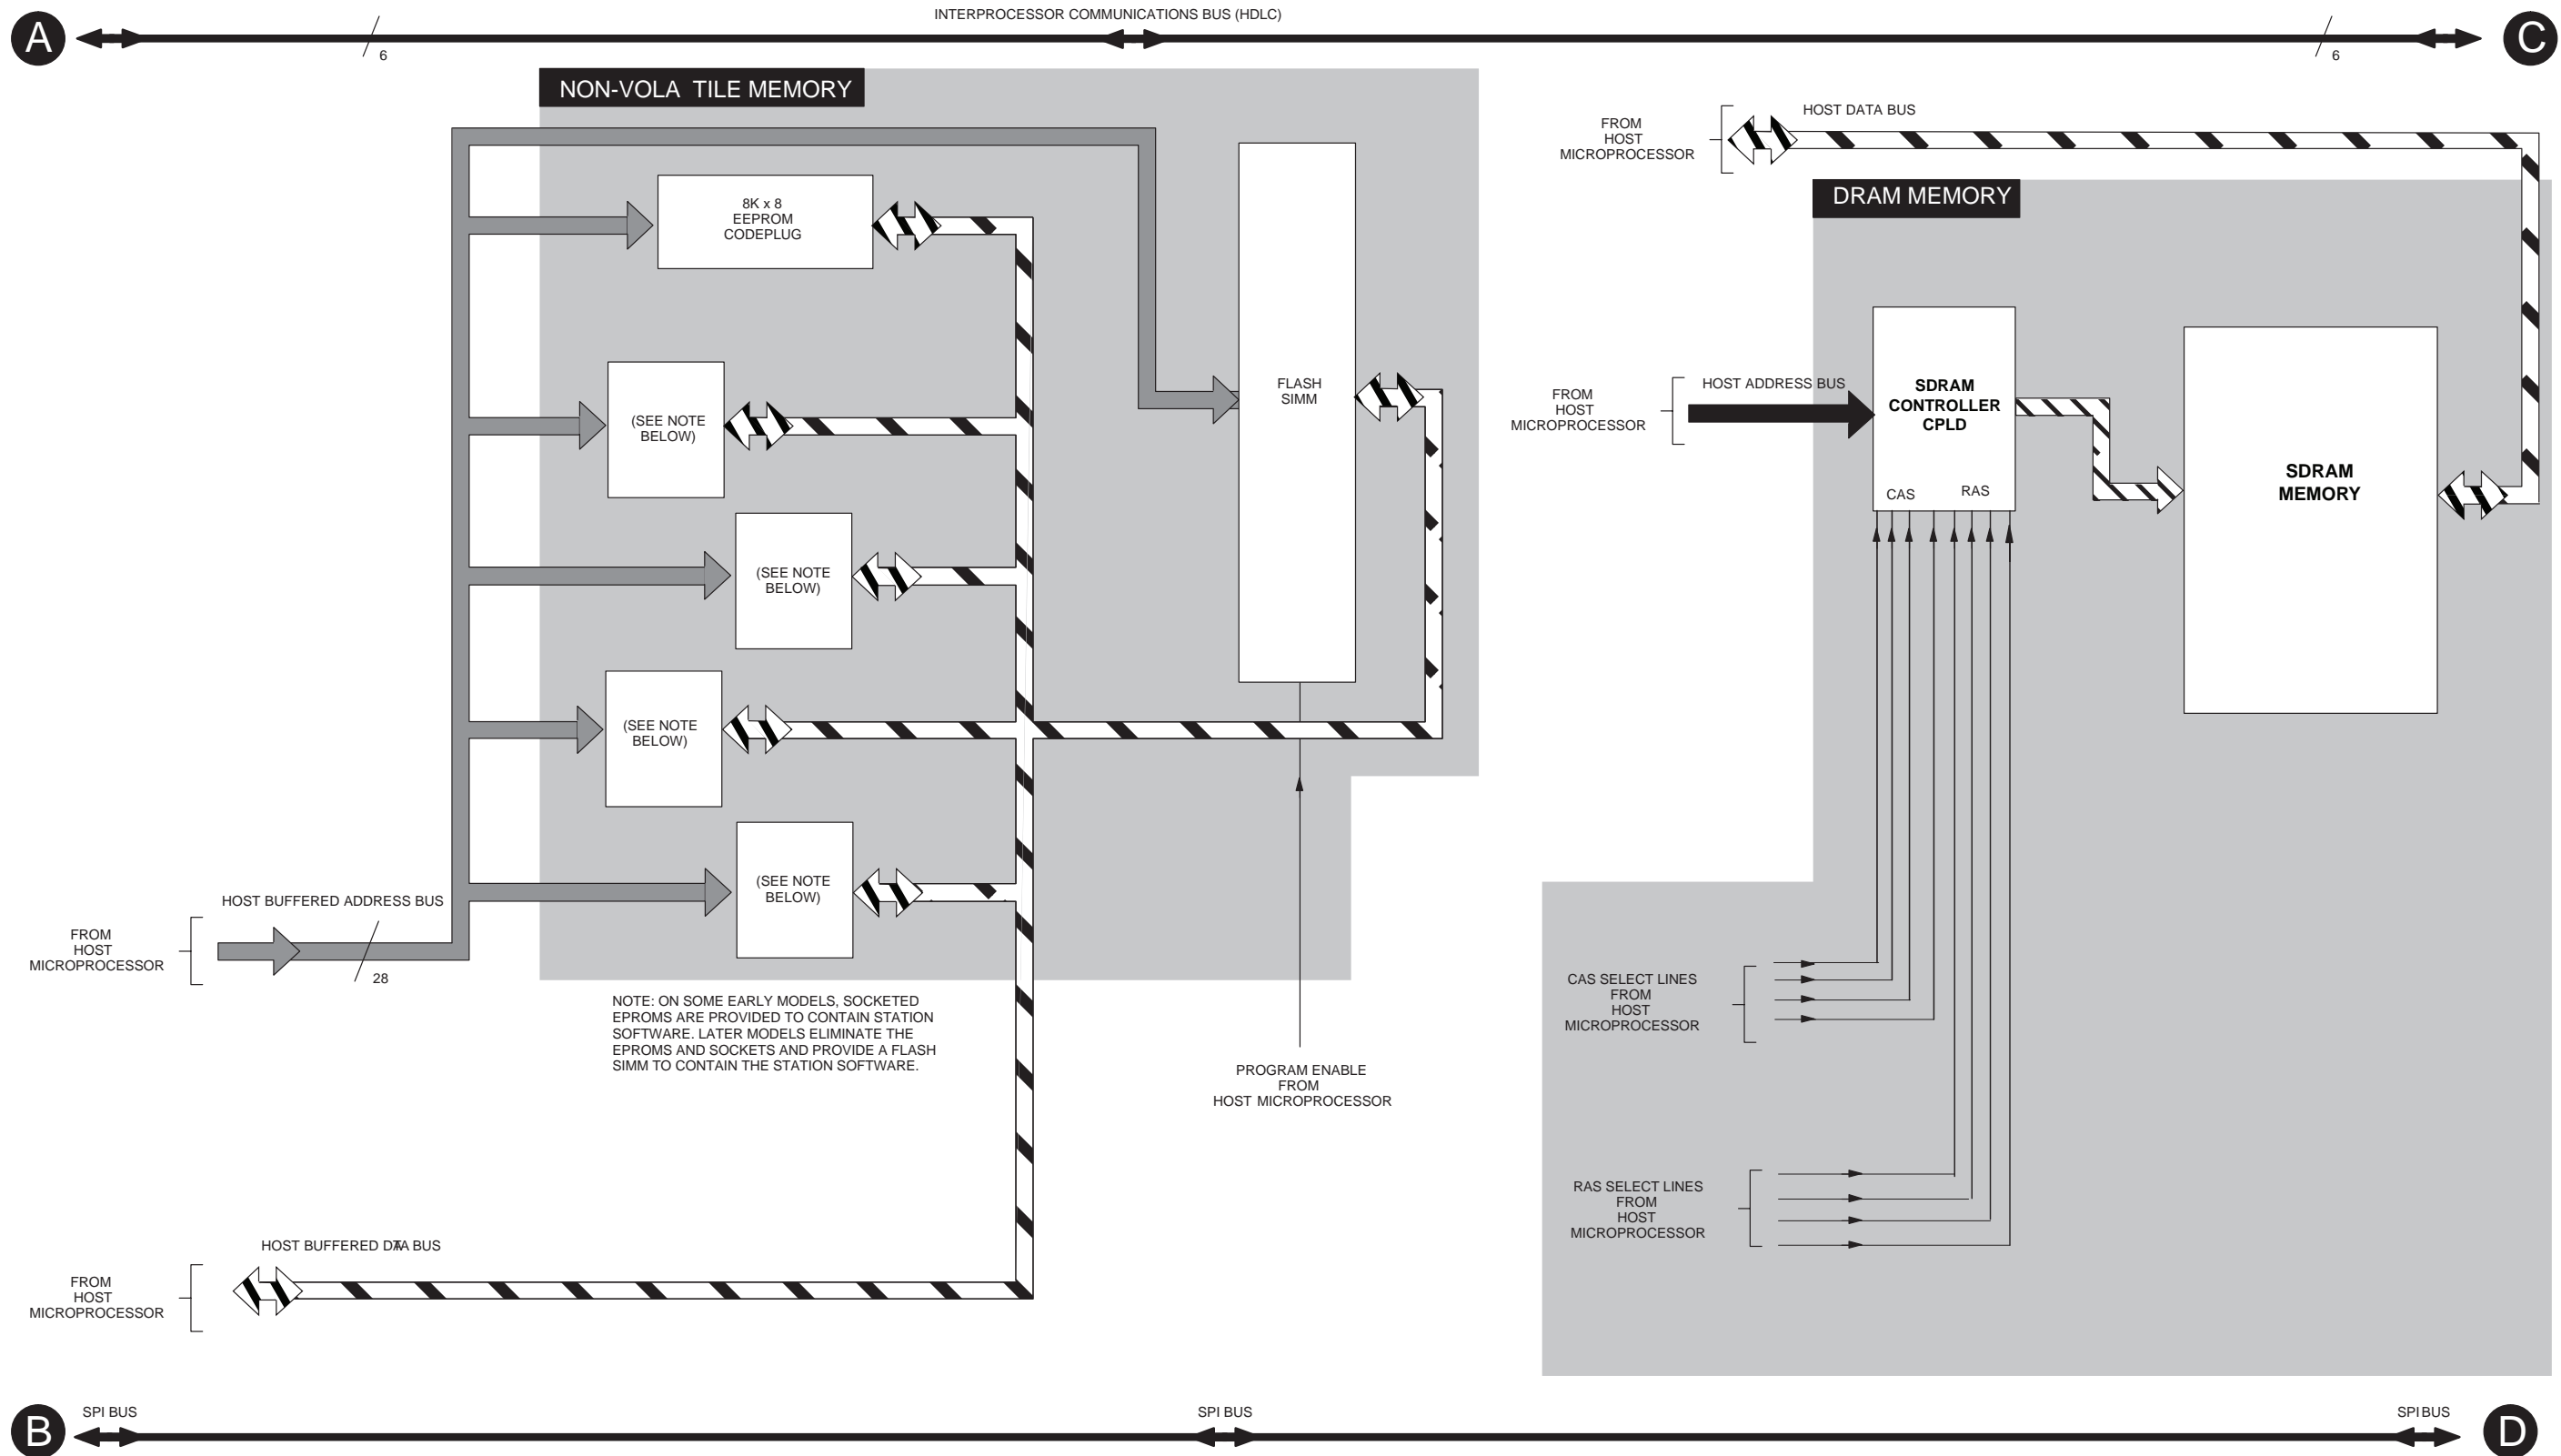 INTERPROCESSOR COMMUNICATIONS BUS (HDLC)
A
C
6
6
NON-VOLA TILE MEMORY
8K x 8
EEPROM
CODEPLUG
(SEE NOTE
BELOW)
(SEE NOTE
BELOW)
(SEE NOTE
BELOW)
(SEE NOTE
BELOW)
FLASH
SIMM
HOST BUFFERED ADDRESS BUS
FROM
HOST
MICROPROCESSOR
28
NOTE: ON SOME EARLY MODELS, SOCKETED
EPROMS ARE PROVIDED TO CONTAIN STATION
SOFTWARE. LATER MODELS ELIMINATE THE
EPROMS AND SOCKETS AND PROVIDE A FLASH
SIMM TO CONTAIN THE STATION SOFTWARE.
PROGRAM ENABLE
FROM
HOST MICROPROCESSOR
HOST BUFFERED DATA BUS
FROM
HOST
MICROPROCESSOR
HOST DATA BUS
FROM
HOST
MICROPROCESSOR
DRAM MEMORY
HOST ADDRESS BUS
FROM
HOST
MICROPROCESSOR
SDRAM
CONTROLLER
CPLD
CAS
RAS
SDRAM
MEMORY
CAS SELECT LINES
FROM
HOST
MICROPROCESSOR
RAS SELECT LINES
FROM
HOST
MICROPROCESSOR
B
SPI BUS
SPI BUS
SPI BUS
D